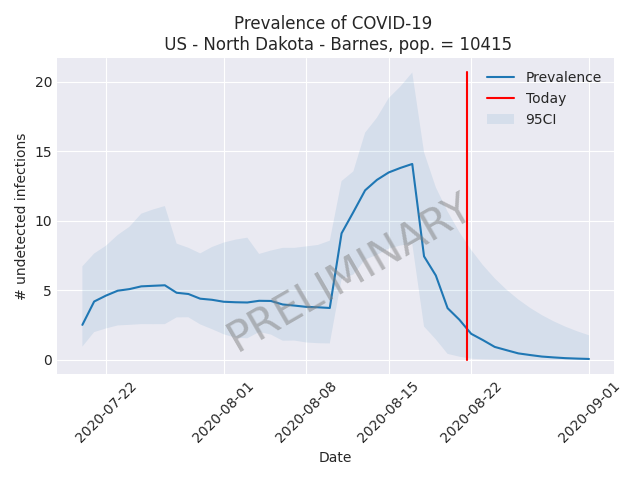 Prevalence of COVID-19
US - North Dakota - Barnes, pop. = 10415
Prevalence
Today
95CI
# undetected infections
20
15
10
5
0
PRELIMINARY
2020-07-22
2020-08-01
2020-08-08
2020-08-15
2020-08-22
2020-09-01
Date